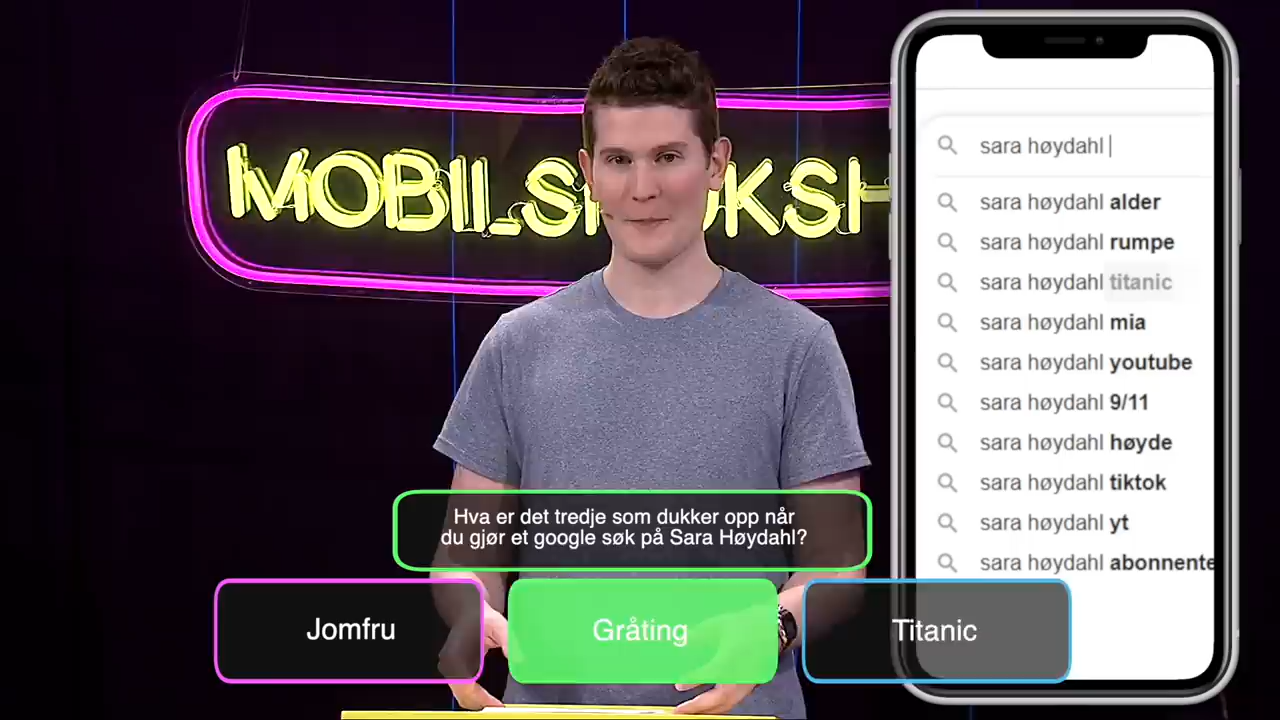 MOBILS
sara høydahl
sara høydahl alder
sara høydahl rumpe
sara høydahl titanic
sara høydahl mia
sara høydahl youtube
sara høydahl 9/11
sara høydahl høyde
sara høydahl tiktok
sara høydahl yt
sara høydahl abonnente
Hva er det tredje som dukker opp når
du gjør et google søk på Sara Høydahl?
Jomfru
Gråting
Titanic